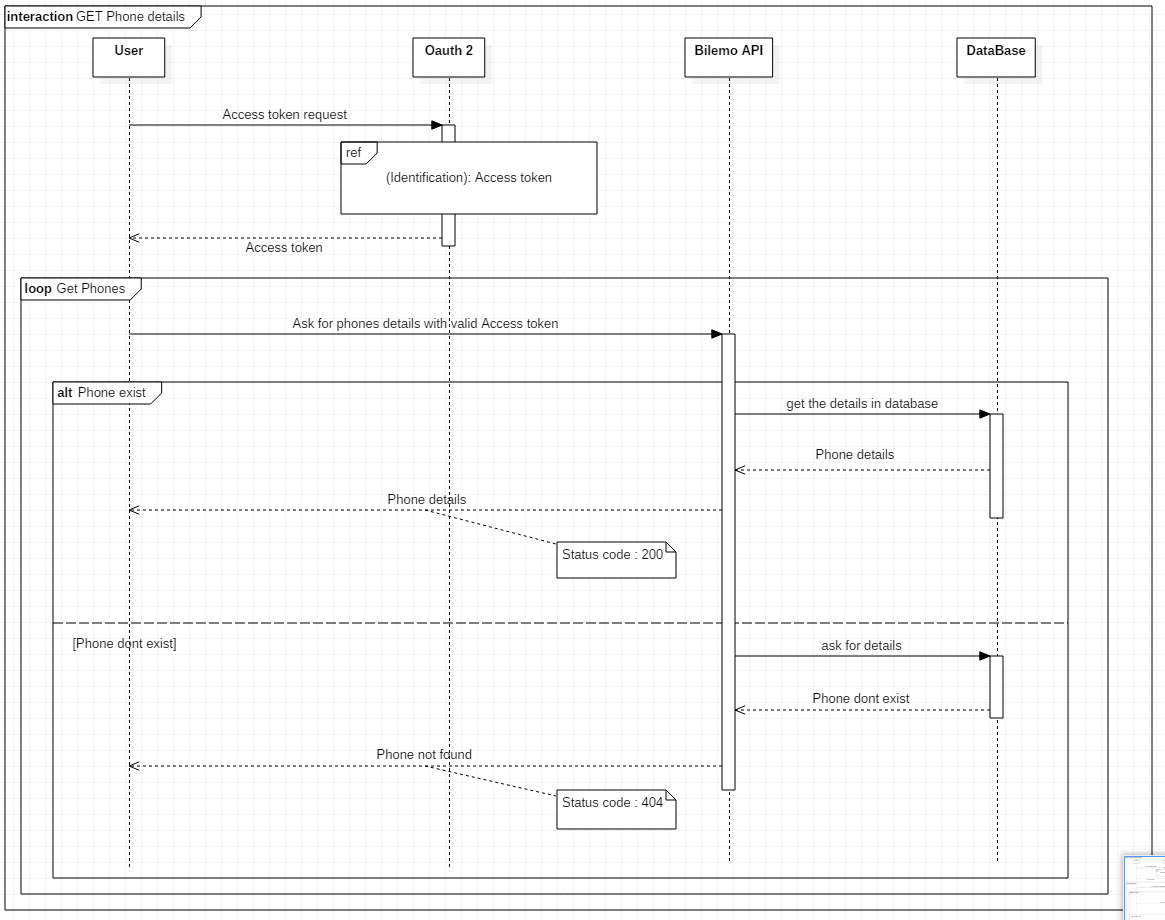 interaction GET Phone details
User
Oauth 2
Bilemo API
DataBase
Access token request
ref
(Identification): Access token
Access token
loop Get Phones
Ask for phones details with valid Access token
alt Phone exist
get the details in database
Phone details
Phone details
Status code : 200
[Phone dont exist]
ask for details
Phone dont exist
Phone not found
Status code : 404